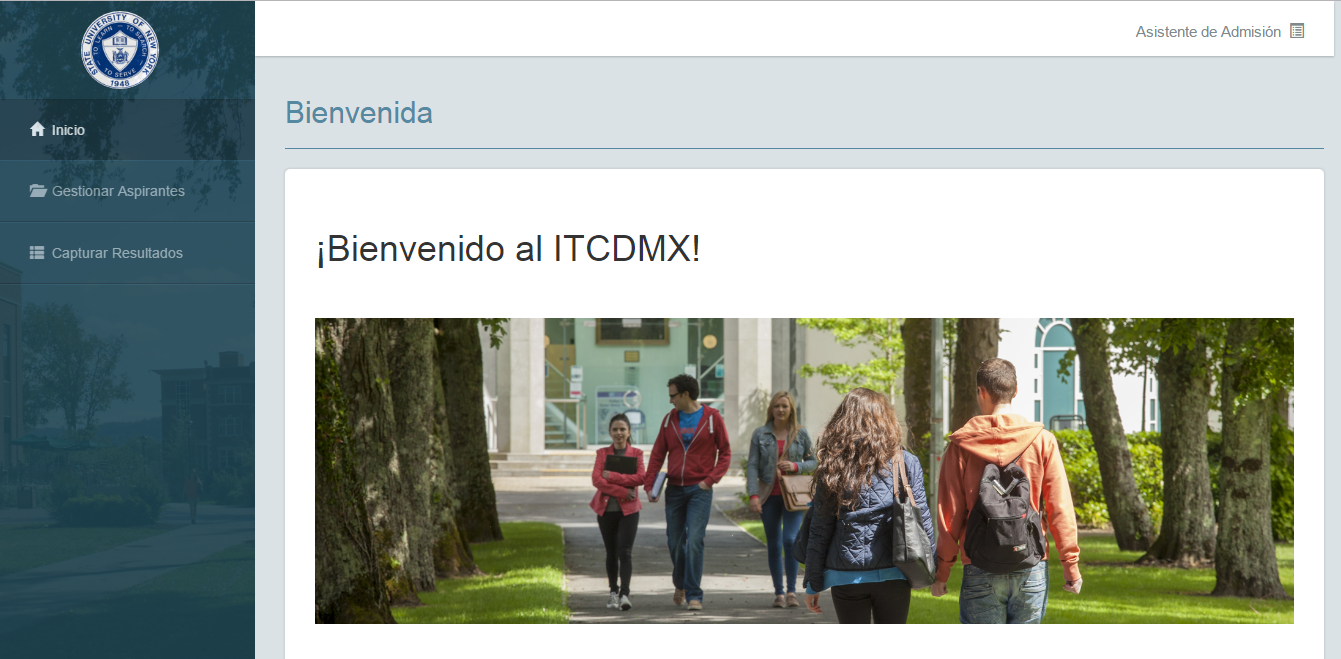 STATE UNIVERSITY OF NEW YORK
TO LEARN — TO SEARCH
TO SERVE
1948
Asistente de Admisión
Inicio
Gestionar Aspirantes
Capturar Resultados
Bienvenida
¡Bienvenido al ITCDMX!